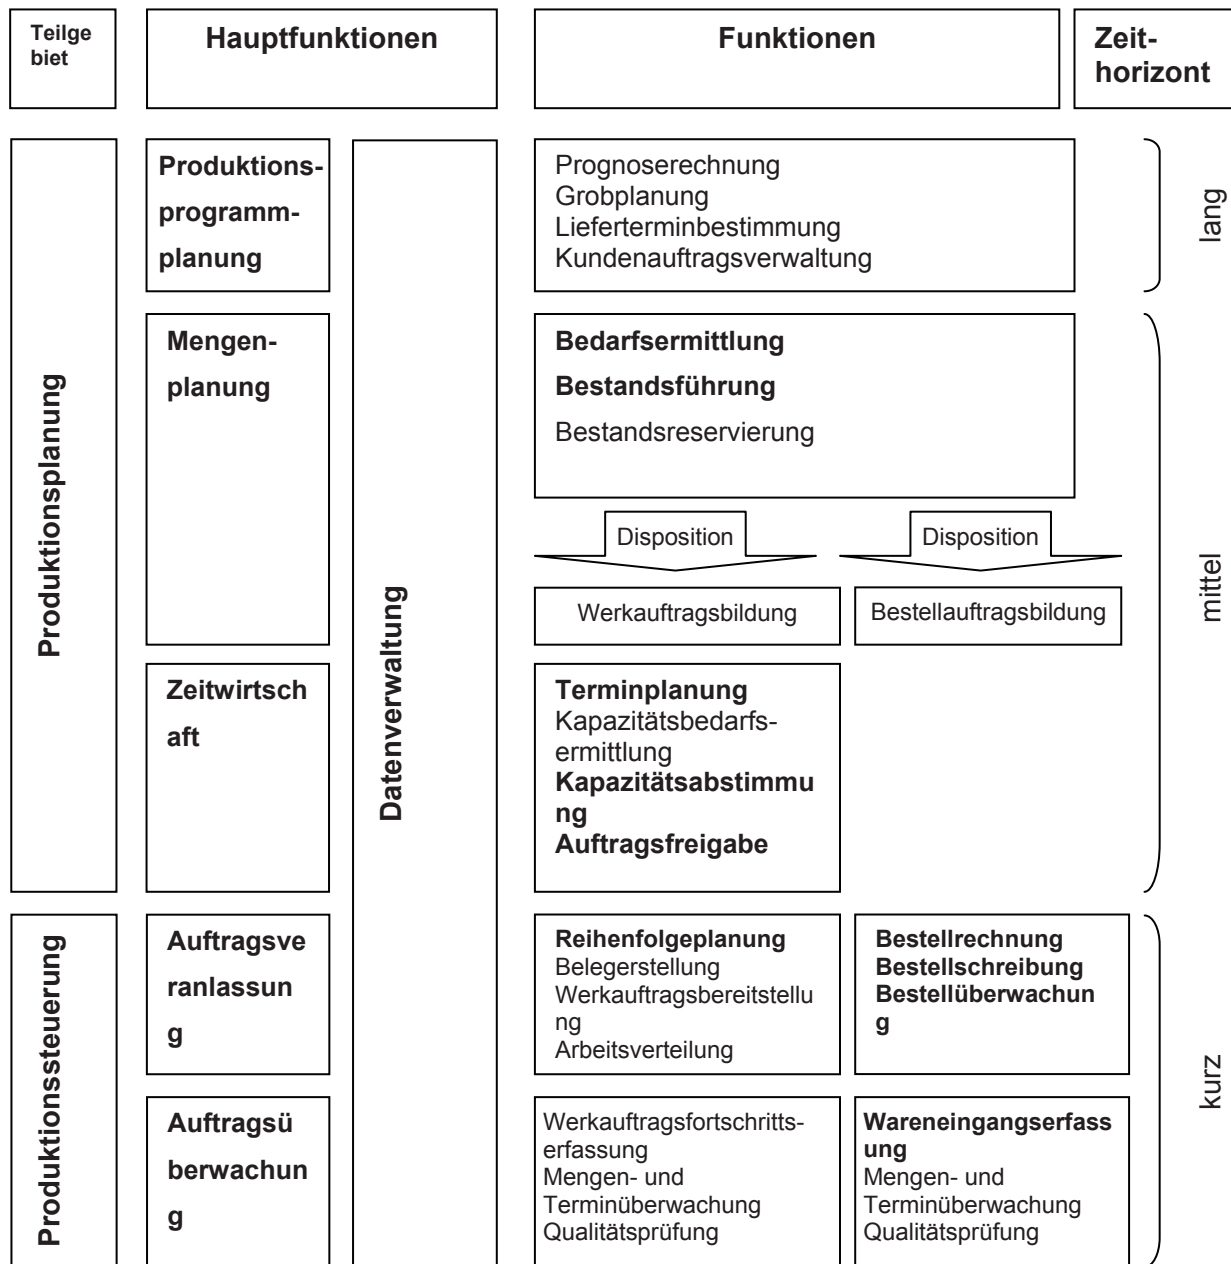 Teilge
biet
Hauptfunktionen
Funktionen
Zeit-
horizont
Produktionsplanung
Produktions-
programm-
planung
Datenverwaltung
Prognoserechnung
Grobplanung
Lieferterminbestimmung
Kundenauftragsverwaltung
lang
Mengen-
planung
Bedarfsermittlung
Bestandsführung
Bestandsreservierung
Disposition
Disposition
Werkauftragsbildung
Bestellauftragsbildung
mittel
Zeitwirtsch
aft
Terminplanung
Kapazitätsbedarfs-
ermittlung
Kapazitätsabstimmu
ng
Auftragsfreigabe
Produktionssteuerung
Auftragsve
ranlassun
g
Reihenfolgeplanung
Belegerstellung
Werkauftragsbereitstellu
ng
Arbeitsverteilung
Bestellrechnung
Bestellschreibung
Bestellüberwachun
g
kurz
Auftragsü
berwachun
g
Werkauftragsfortschritts-
erfassung
Mengen- und
Terminüberwachung
Qualitätsprüfung
Wareneingangserfass
ung
Mengen- und
Terminüberwachung
Qualitätsprüfung